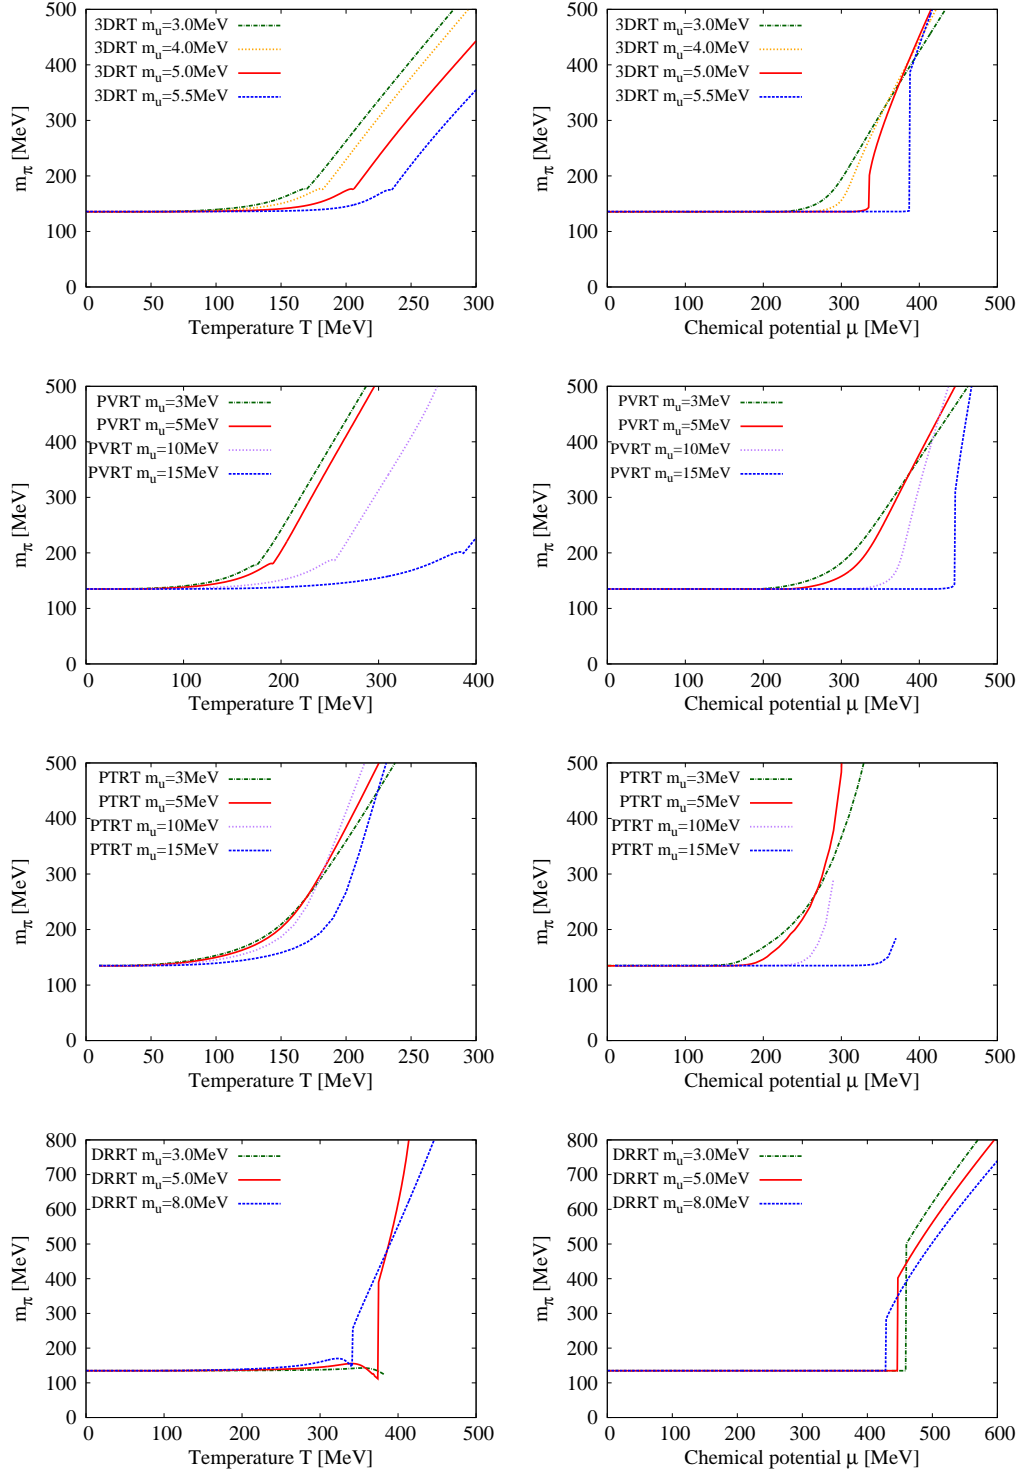 500
400
300
200
100
0
m_π [MeV]
3DRT m_u=3.0MeV
3DRT m_u=4.0MeV
3DRT m_u=5.0MeV
3DRT m_u=5.5MeV
0 50 100 150 200 250 300
Temperature T [MeV]
500
400
300
200
100
0
m_π [MeV]
3DRT m_u=3.0MeV
3DRT m_u=4.0MeV
3DRT m_u=5.0MeV
3DRT m_u=5.5MeV
0 100 200 300 400 500
Chemical potential μ [MeV]
500
400
300
200
100
0
m_π [MeV]
PVRT m_u=3MeV
PVRT m_u=5MeV
PVRT m_u=10MeV
PVRT m_u=15MeV
0 100 200 300 400
Temperature T [MeV]
500
400
300
200
100
0
m_π [MeV]
PVRT m_u=3MeV
PVRT m_u=5MeV
PVRT m_u=10MeV
PVRT m_u=15MeV
0 100 200 300 400 500
Chemical potential μ [MeV]
500
400
300
200
100
0
m_π [MeV]
PTRT m_u=3MeV
PTRT m_u=5MeV
PTRT m_u=10MeV
PTRT m_u=15MeV
0 50 100 150 200 250 300
Temperature T [MeV]
500
400
300
200
100
0
m_π [MeV]
PTRT m_u=3MeV
PTRT m_u=5MeV
PTRT m_u=10MeV
PTRT m_u=15MeV
0 100 200 300 400 500
Chemical potential μ [MeV]
800
700
600
500
400
300
200
100
0
m_π [MeV]
DRRT m_u=3.0MeV
DRRT m_u=5.0MeV
DRRT m_u=8.0MeV
0 100 200 300 400 500
Temperature T [MeV]
800
700
600
500
400
300
200
100
0
m_π [MeV]
DRRT m_u=3.0MeV
DRRT m_u=5.0MeV
DRRT m_u=8.0MeV
0 100 200 300 400 500 600
Chemical potential μ [MeV]